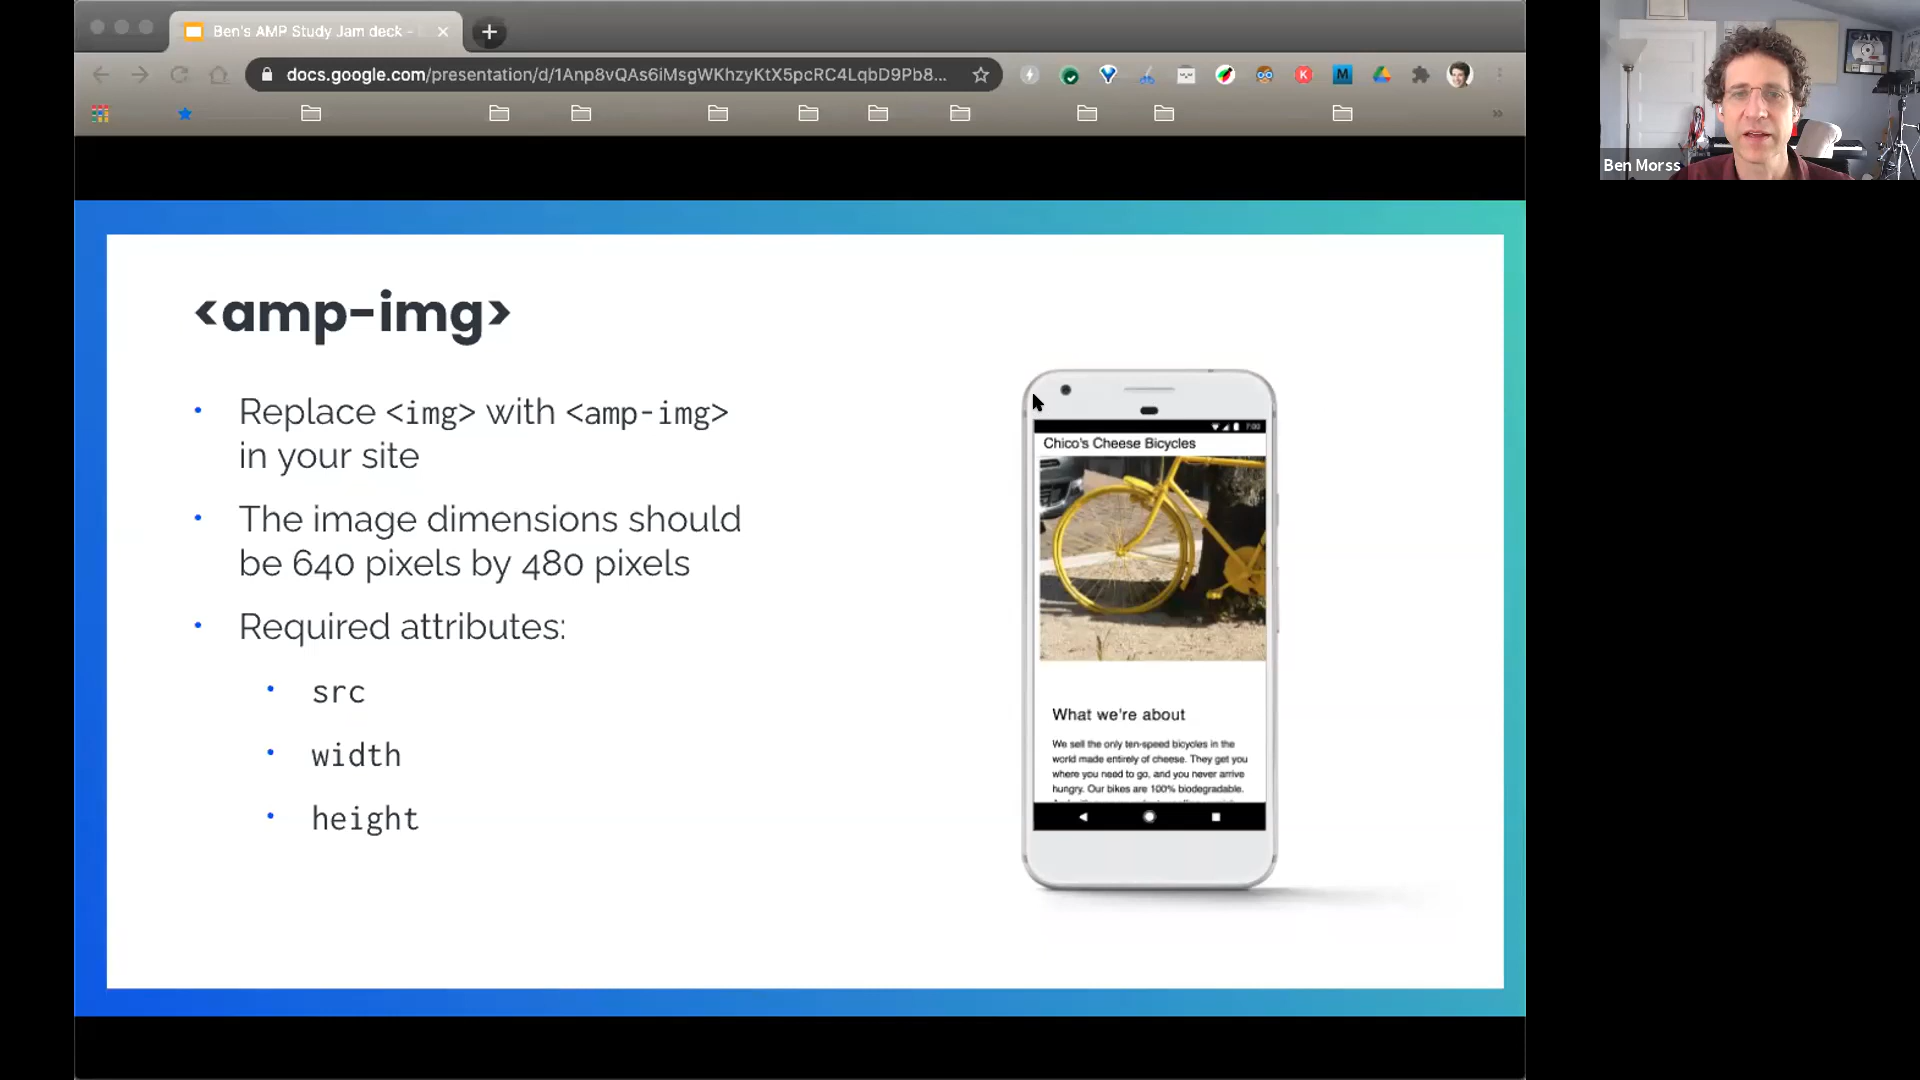 Ben's AMP Study Jam deck -
docs.google.com/presentation/d/1Anp8vQAs6iMsgWKhzyKtX5pcRC4LqbD9Pb8...
Ben Morss
<amp-img>
• Replace <img> with <amp-img>
in your site
• The image dimensions should
be 640 pixels by 480 pixels
• Required attributes:
• src
• width
• height
7:00
Chico's Cheese Bicycles
What we're about
We sell the only ten-speed bicycles in the
world made entirely of cheese. They get you
where you need to go, and you never arrive
hungry. Our bikes are 100% biodegradable.